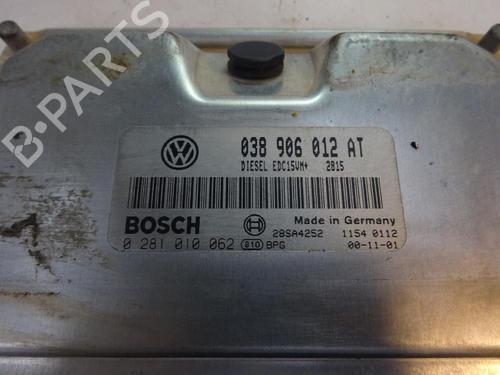 038 906 012 AT
DIESEL EDC15VM+ 2815
BOSCH
Made in Germany
0 281 010 062 810 BPG
28SA4252 1154 0112
00-11-01
B-PARTS